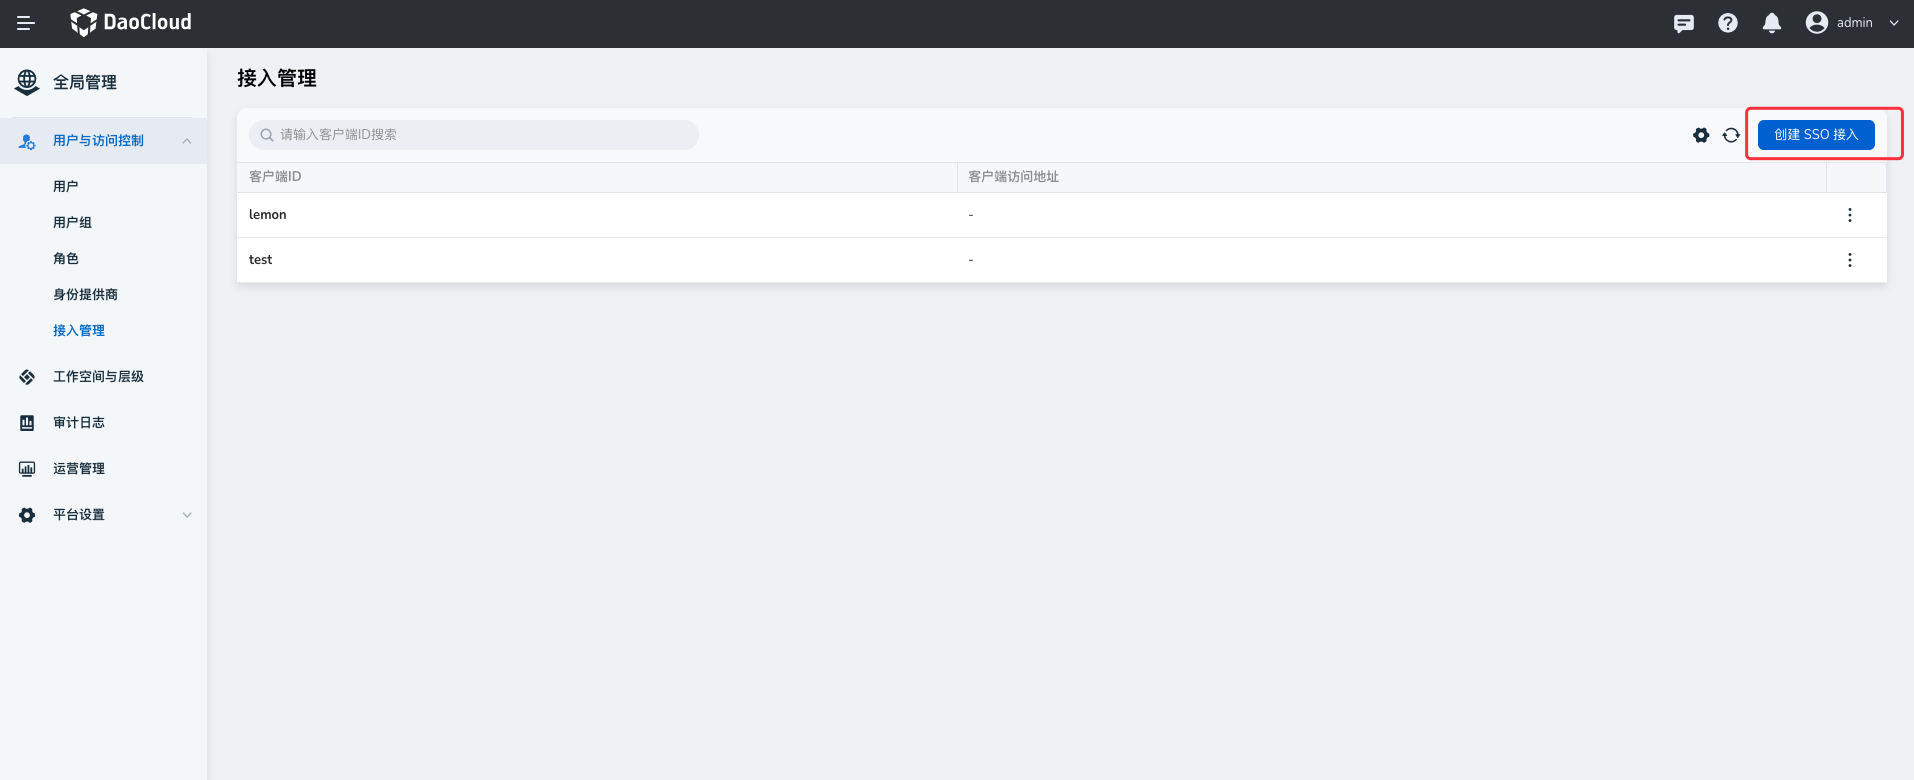 DaoCloud
admin
全局管理
用户与访问控制
用户
用户组
角色
身份提供商
接入管理
工作空间与层级
审计日志
运营管理
平台设置
接入管理
请输入客户端ID搜索
创建 SSO 接入
客户端ID 客户端访问地址
lemon -
test -